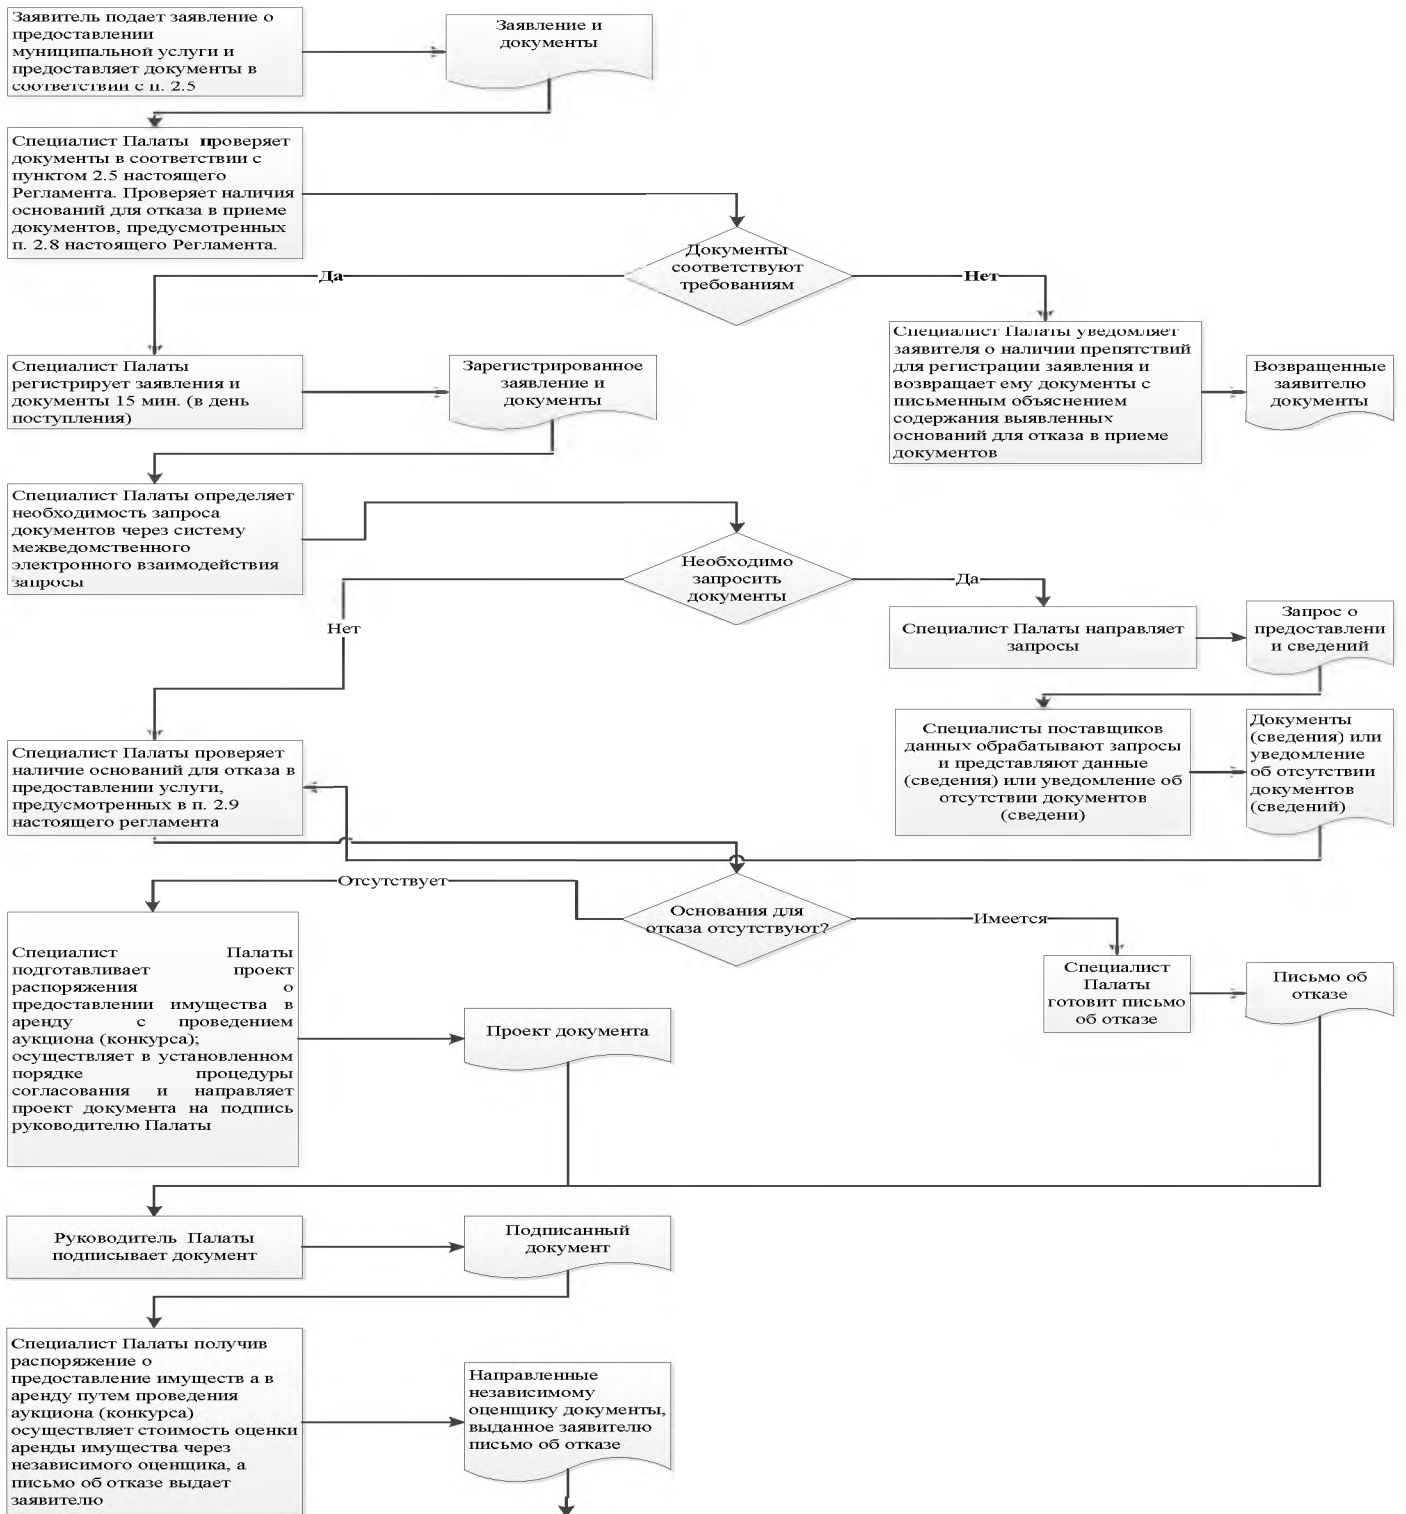 Заявитель подает заявление о
предоставлении
муниципальной услуги и
предоставляет документы в
соответствии с п. 2.5
Заявление и
документы
Специалист Палаты проверяет
документы в соответствии с
пунктом 2.5 настоящего
Регламента. Проверяет наличия
оснований для отказа в приеме
документов, предусмотренных
п. 2.8 настоящего Регламента.
Документы
соответствуют
требованиям
Да
Нет
Специалист Палаты
регистрирует заявления и
документы 15 мин. (в день
поступления)
Зарегистрированное
заявление и
документы
Специалист Палаты уведомляет
заявителя о наличии препятствий
для регистрации заявления и
возвращает ему документы с
письменным объяснением
содержания выявленных
оснований для отказа в приеме
документов
Возвращенные
заявителю
документы
Специалист Палаты определяет
необходимость запроса
документов через систему
межведомственного
электронного взаимодействия
запросы
Необходимо
запросить
документы
Да
Нет
Специалист Палаты направляет
запросы
Запрос о
предоставлени
и сведений
Специалисты поставщиков
данных обрабатывают запросы
и представляют данные
(сведения) или уведомление об
отсутствии документов
(сведени)
Документы
(сведения) или
уведомление
об отсутствии
документов
(сведений)
Специалист Палаты проверяет
наличие оснований для отказа в
предоставлении услуги,
предусмотренных в п. 2.9
настоящего регламента
Отсутствует
Основания для
отказа отсутствуют?
Имеется
Специалист Палаты
подготавливает проект
распоряжения о
предоставлении имущества в
аренду с проведением
аукциона (конкурса);
осуществляет в установленном
порядке процедуры
согласования и направляет
проект документа на подпись
руководителю Палаты
Проект документа
Специалист
Палаты
готовит письмо
об отказе
Письмо об
отказе
Руководитель Палаты
подписывает документ
Подписанный
документ
Специалист Палаты получив
распоряжение о
предоставление имуществ а в
аренду путем проведения
аукциона (конкурса)
осуществляет стоимость оценки
аренды имущества через
независимого оценщика, а
письмо об отказе выдает
заявителю
Направленные
независимому
оценщику документы,
выданное заявителю
письмо об отказе